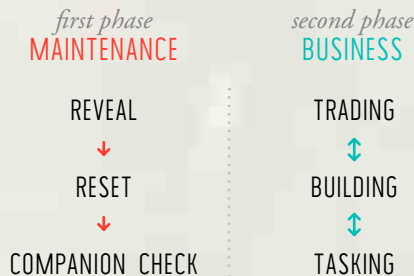 first phase
MAINTENANCE
REVEAL
RESET
COMPANION CHECK
second phase
BUSINESS
TRADING
BUILDING
TASKING